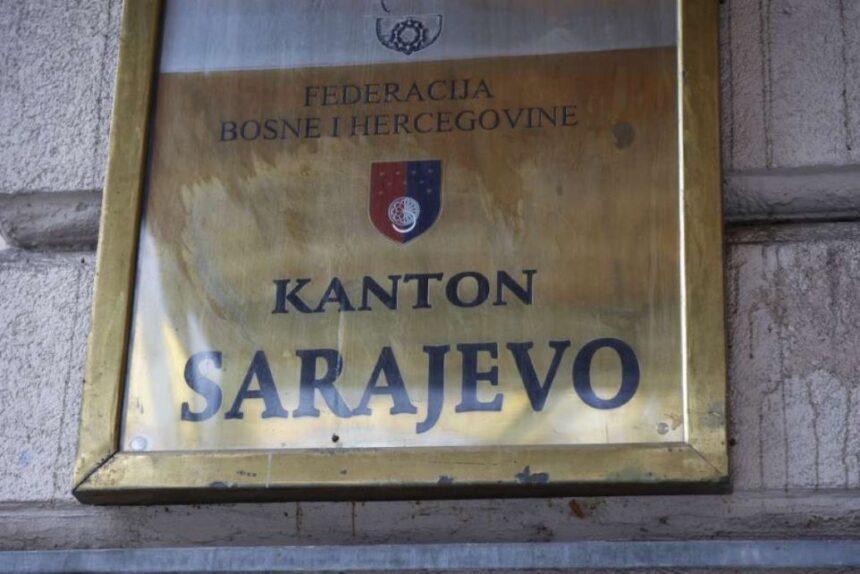 FEDERACIJA
BOSNE I HERCEGOVINE
KANTON
SARAJEVO